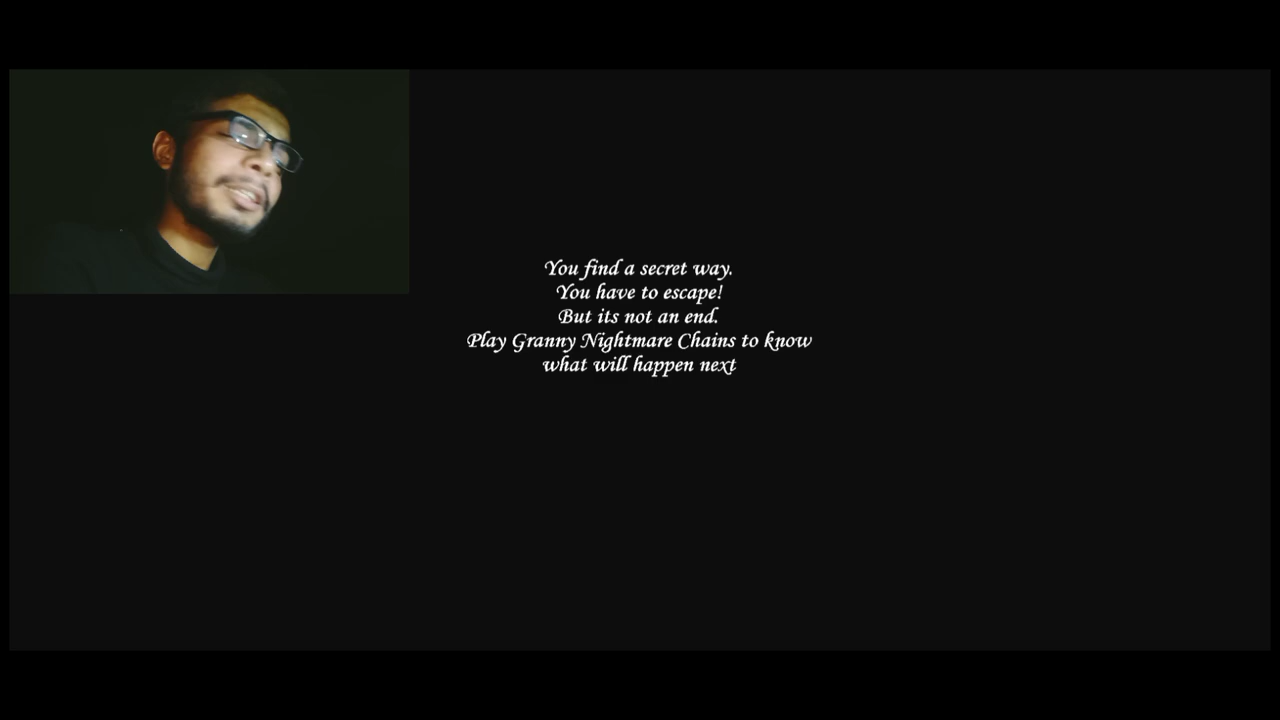 You find a secret way.
You have to escape!
But its not an end.
Play Granny Nightmare Chains to know
what will happen next